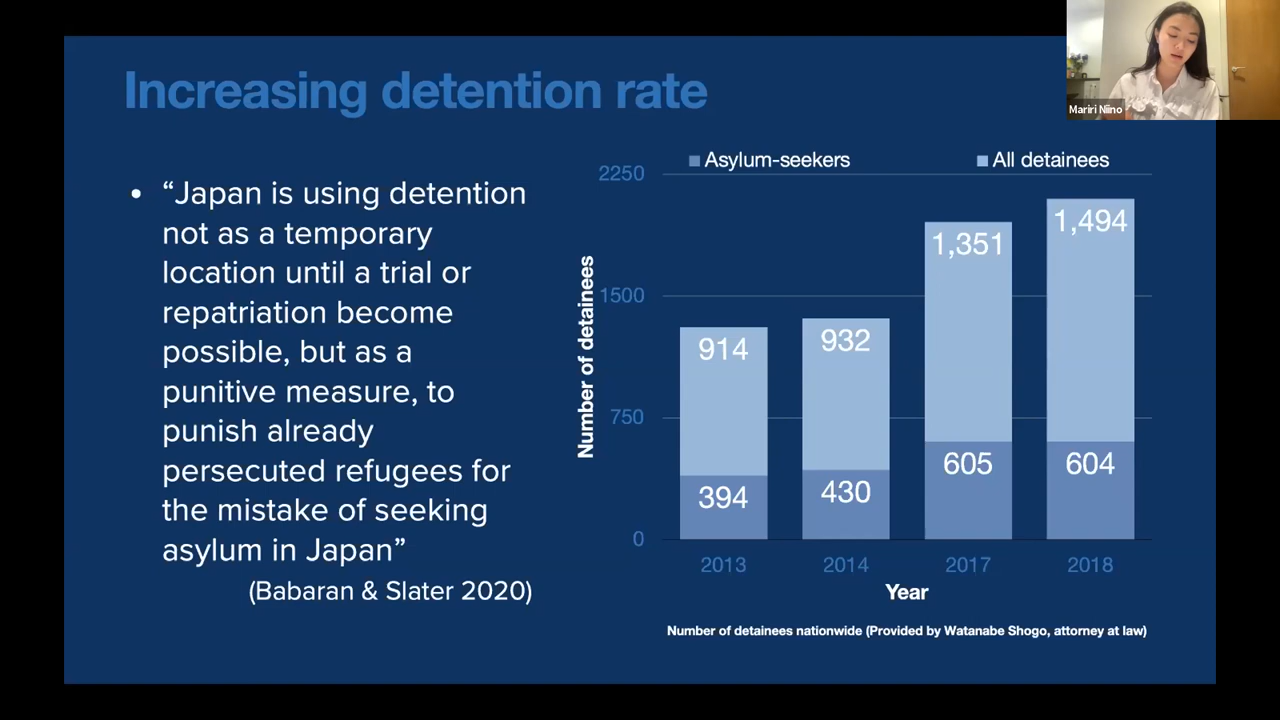 Increasing detention rate
• “Japan is using detention
not as a temporary
location until a trial or
repatriation become
possible, but as a
punitive measure, to
punish already
persecuted refugees for
the mistake of seeking
asylum in Japan”
(Babaran & Slater 2020)
Mariri Niino
Asylum-seekers
All detainees
Number of detainees
2250
1500
750
0
914
932
1,351
1,494
394
430
605
604
2013
2014
2017
2018
Year
Number of detainees nationwide (Provided by Watanabe Shogo, attorney at law)